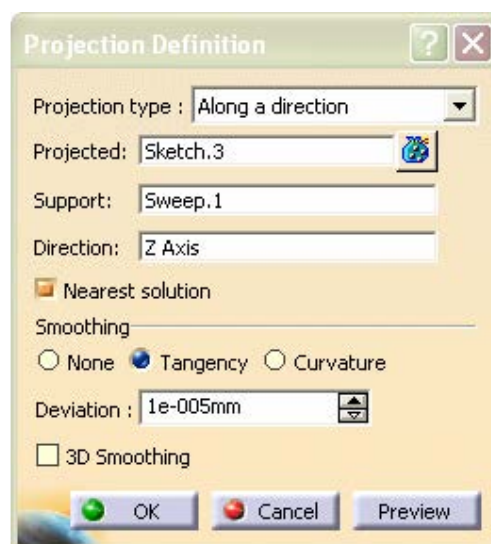 Projection Definition
Projection type : Along a direction
Projected: Sketch.3
Support: Sweep.1
Direction: Z Axis
Nearest solution
Smoothing
None Tangency Curvature
Deviation : 1e-005mm
3D Smoothing
OK Cancel Preview